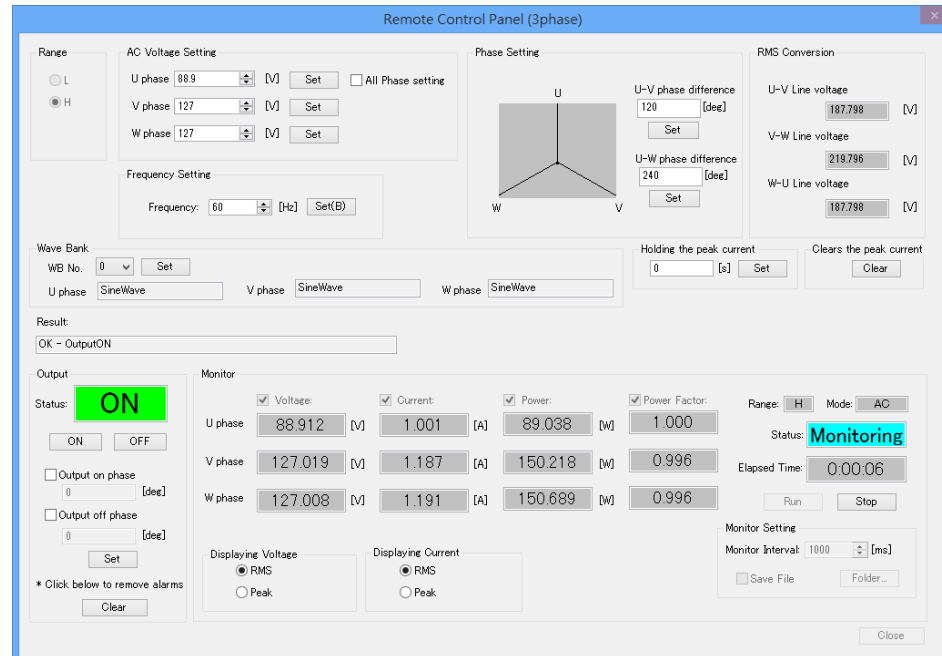 Remote Control Panel (3phase)
Range
L
H
AC Voltage Setting
U phase 88.9 [V] Set All Phase setting
V phase 127 [V] Set
W phase 127 [V] Set
Frequency Setting
Frequency: 60 [Hz] Set(B)
Phase Setting
U
W V
U-V phase difference
120 [deg]
Set
U-W phase difference
240 [deg]
Set
RMS Conversion
U-V Line voltage
187.798 [V]
V-W Line voltage
219.796 [V]
W-U Line voltage
187.798 [V]
Wave Bank
WB No. 0 Set
U phase SineWave V phase SineWave W phase SineWave
Holding the peak current
0 [s] Set
Clears the peak current
Clear
Result:
OK - OutputON
Output
Status: ON
ON OFF
Output on phase
0 [deg]
Output off phase
0 [deg]
Set
* Click below to remove alarms
Clear
Monitor
Voltage: Current: Power: Power Factor:
U phase 88.912 [V] 1.001 [A] 89.038 [W] 1.000
V phase 127.019 [V] 1.187 [A] 150.218 [W] 0.996
W phase 127.008 [V] 1.191 [A] 150.689 [W] 0.996
Displaying Voltage
RMS
Peak
Displaying Current
RMS
Peak
Range: H Mode: AC
Status: Monitoring
Elapsed Time: 0:00:06
Run Stop
Monitor Setting
Monitor Interval: 1000 [ms]
Save File Folder...
Close